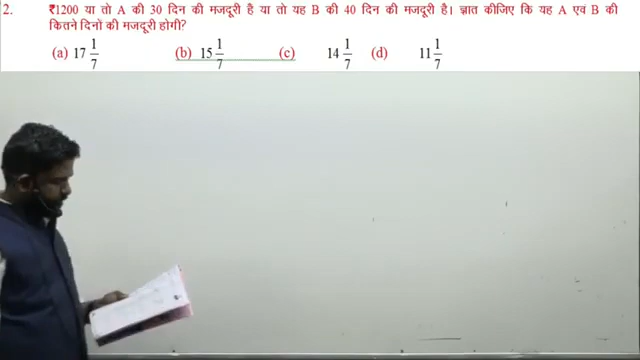 2. ₹1200 या तो A की 30 दिन की मजदूरी है या तो यह B की 40 दिन की मजदूरी है। ज्ञात कीजिए कि यह A एवं B की
कितने दिनों की मजदूरी होगी?
(a) 17 1/7 (b) 15 1/7 (c) 14 1/7 (d) 11 1/7